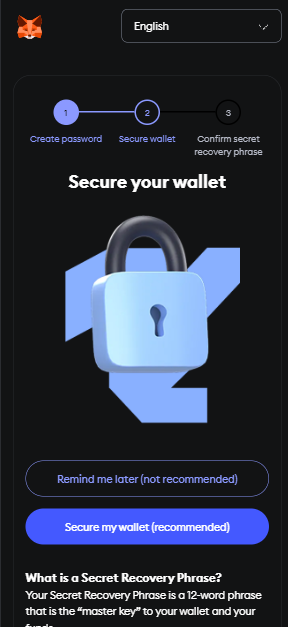 English
1
2
3
Create password
Secure wallet
Confirm secret
recovery phrase
Secure your wallet
Remind me later (not recommended)
Secure my wallet (recommended)
What is a Secret Recovery Phrase?
Your Secret Recovery Phrase is a 12-word phrase
that is the “master key” to your wallet and your